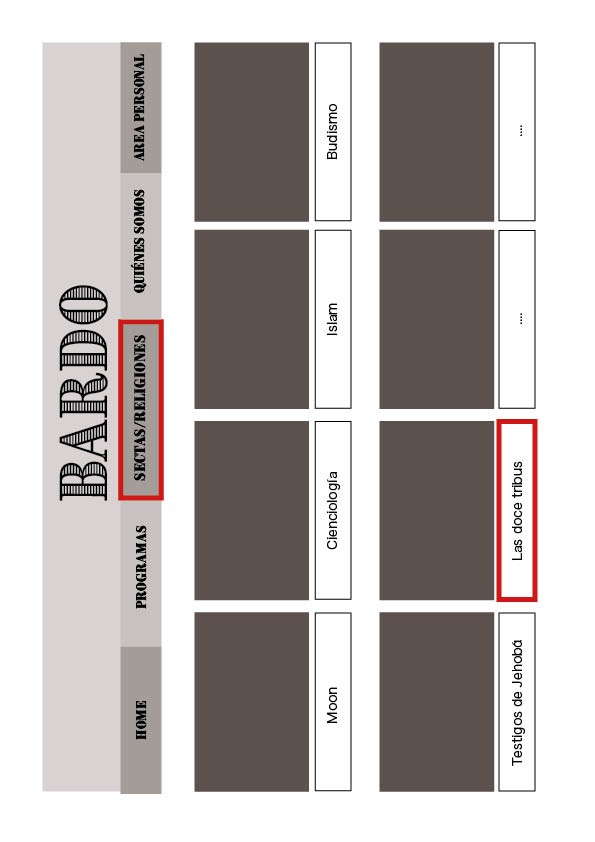 BARDO
HOME PROGRAMAS SECTAS/RELIGIONES QUIÉNES SOMOS AREA PERSONAL
Moon Cienciología Islam Budismo
Testigos de Jehobá Las doce tribus .... ....